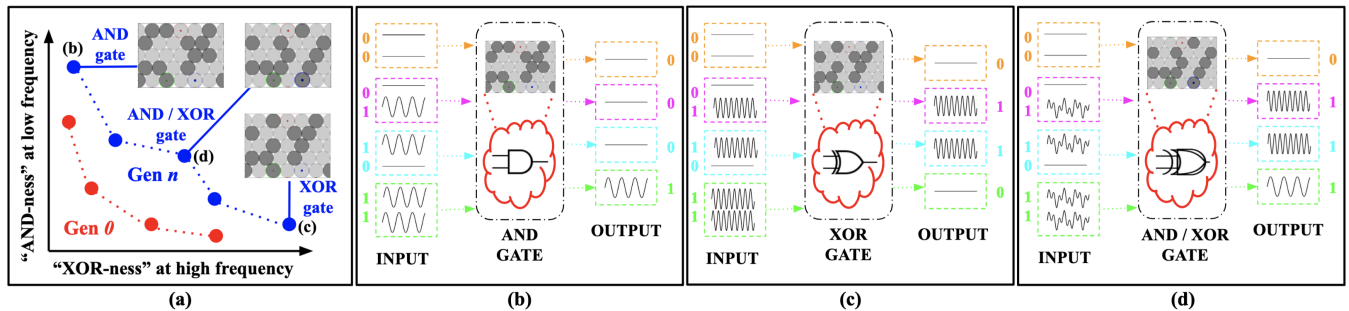 "AND-ness" at low frequency
(b)
AND
gate
AND / XOR
gate
(d)
Gen n
Gen 0
XOR
gate
(c)
"XOR-ness" at high frequency
(a)
0
0
0
1
1
0
1
1
INPUT
AND
GATE
0
0
0
1
OUTPUT
(b)
0
0
0
1
1
0
1
1
INPUT
XOR
GATE
0
1
1
0
OUTPUT
(c)
0
0
0
1
1
0
1
1
INPUT
AND / XOR
GATE
0
1
1
1
OUTPUT
(d)